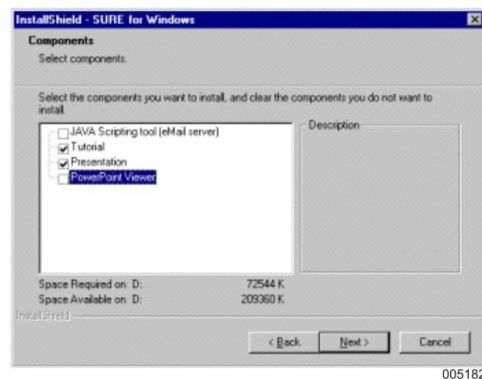 InstallShield - SURE for Windows
Components
Select components.
Select the components you want to install, and clear the components you do not want to
install.
JAVA Scripting tool (eMail server)
Tutorial
Presentation
PowerPoint Viewer
Description
Space Required on D: 72544 K
Space Available on D: 209360 K
InstallShield
< Back
Next >
Cancel
005182